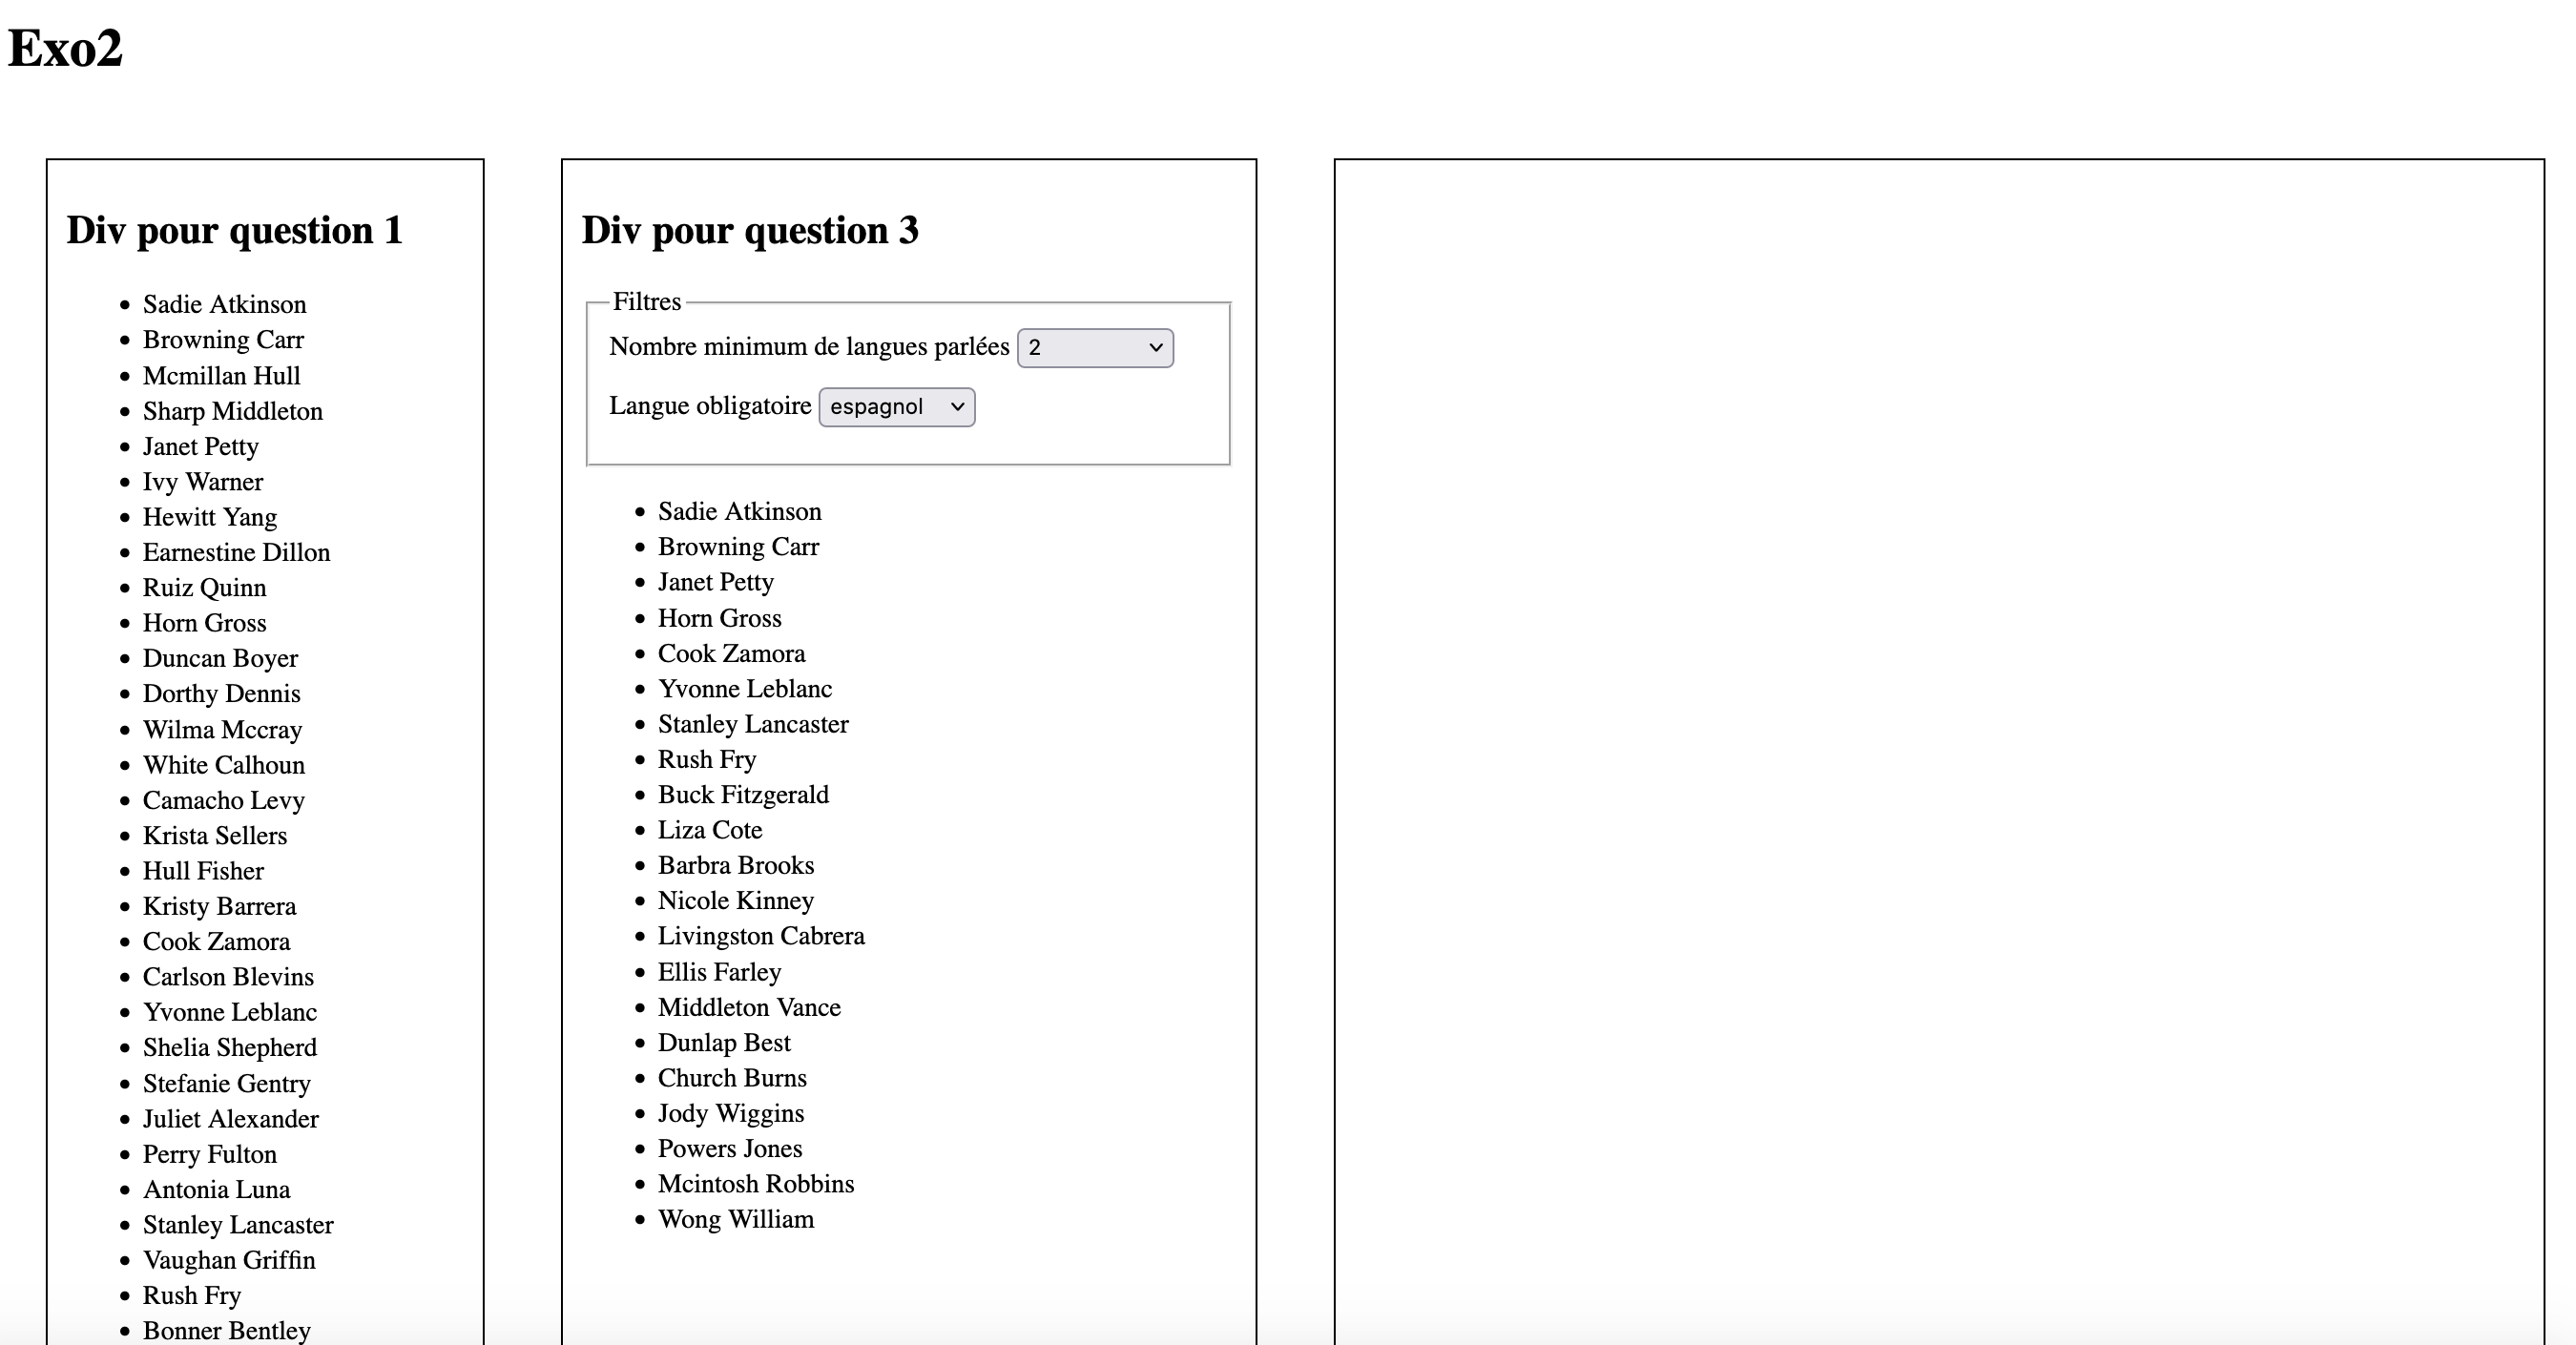 Exo2
Div pour question 1
Sadie Atkinson
Browning Carr
Mcmillan Hull
Sharp Middleton
Janet Petty
Ivy Warner
Hewitt Yang
Earnestine Dillon
Ruiz Quinn
Horn Gross
Duncan Boyer
Dorthy Dennis
Wilma Mccray
White Calhoun
Camacho Levy
Krista Sellers
Hull Fisher
Kristy Barrera
Cook Zamora
Carlson Blevins
Yvonne Leblanc
Shelia Shepherd
Stefanie Gentry
Juliet Alexander
Perry Fulton
Antonia Luna
Stanley Lancaster
Vaughan Griffin
Rush Fry
Bonner Bentley
Div pour question 3
Filtres
Nombre minimum de langues parlées 2
Langue obligatoire espagnol
Sadie Atkinson
Browning Carr
Janet Petty
Horn Gross
Cook Zamora
Yvonne Leblanc
Stanley Lancaster
Rush Fry
Buck Fitzgerald
Liza Cote
Barbra Brooks
Nicole Kinney
Livingston Cabrera
Ellis Farley
Middleton Vance
Dunlap Best
Church Burns
Jody Wiggins
Powers Jones
Mcintosh Robbins
Wong William